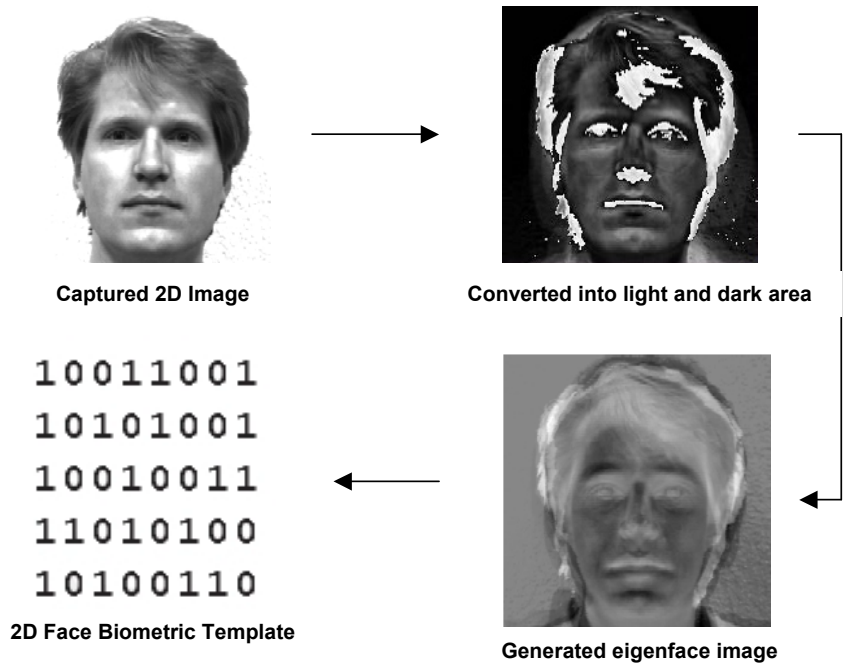 Captured 2D Image
Converted into light and dark area
10011001
10101001
10010011
11010100
10100110
2D Face Biometric Template
Generated eigenface image